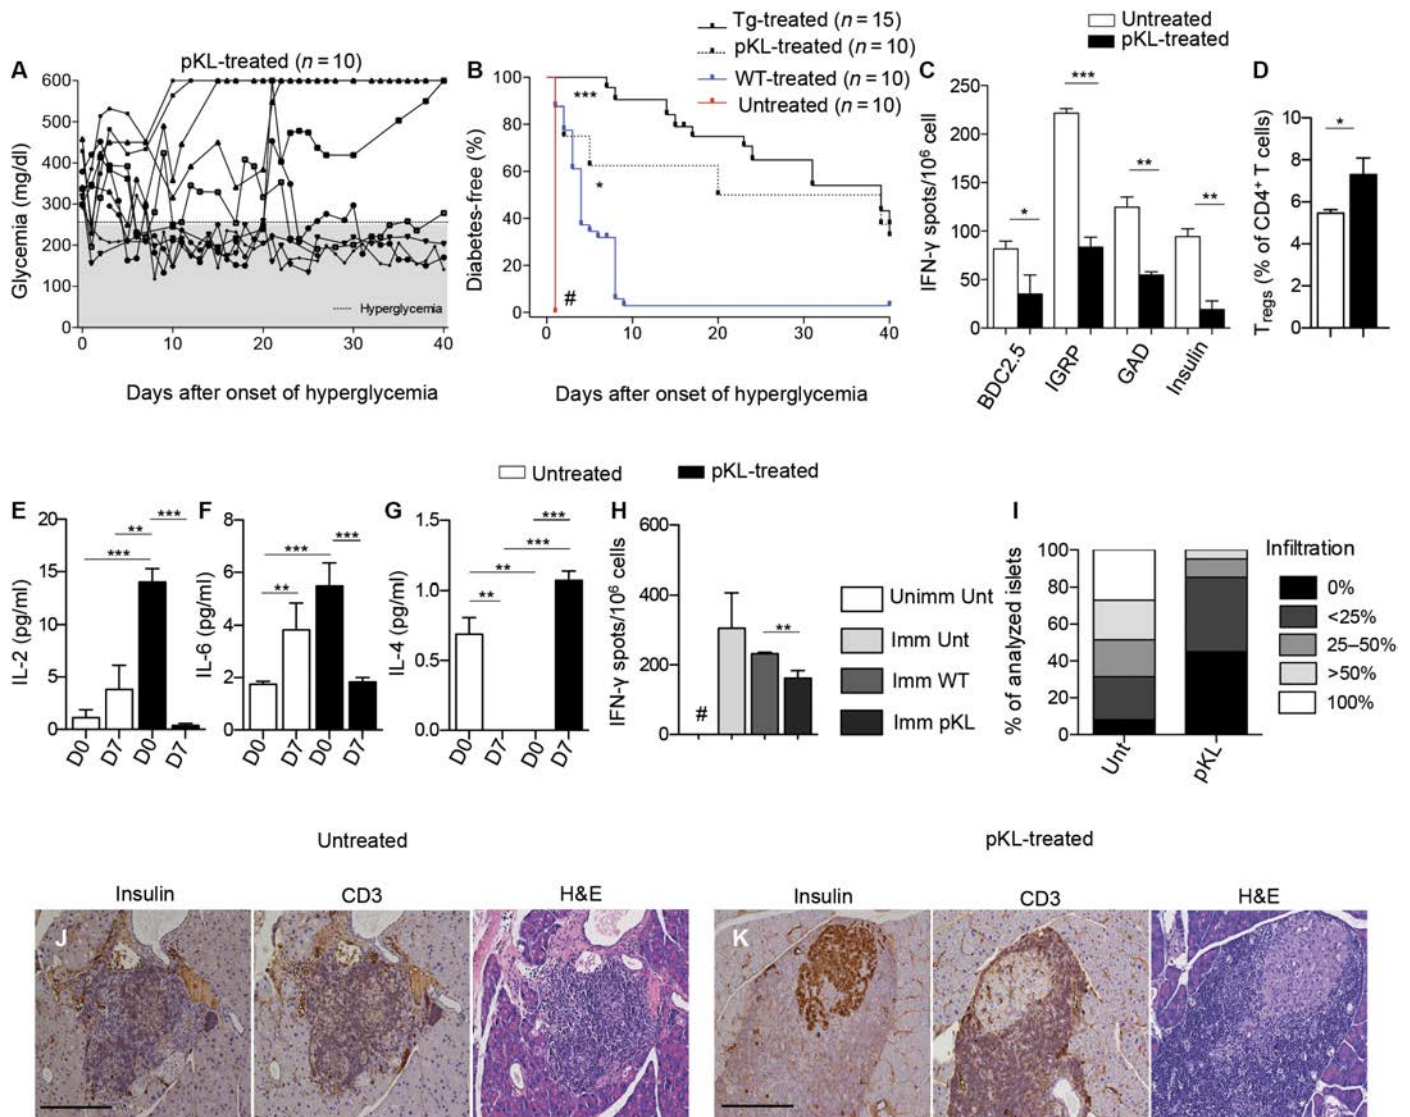 Tg-treated (n = 15)
pKL-treated (n = 10)
WT-treated (n = 10)
Untreated (n = 10)
Untreated
pKL-treated
A
pKL-treated (n = 10)
Glycemia (mg/dl)
600
500
400
300
200
100
0
Hyperglycemia
0 10 20 30 40
Days after onset of hyperglycemia
B
Diabetes-free (%)
100
80
60
40
20
0
***
*
#
0 10 20 30 40
Days after onset of hyperglycemia
C
IFN-γ spots/10⁶ cell
250
200
150
100
50
0
* *** ** **
BDC2.5 IGRP GAD Insulin
D
Tregs (% of CD4⁺ T cells)
10
8
6
4
2
0
*
Untreated pKL-treated
E
IL-2 (pg/ml)
20
15
10
5
0
***
**
***
D0 D7 D0 D7
F
IL-6 (pg/ml)
8
6
4
2
0
***
***
**
D0 D7 D0 D7
G
IL-4 (pg/ml)
1.5
1.0
0.5
0.0
***
***
**
**
D0 D7 D0 D7
H
IFN-γ spots/10⁶ cells
600
400
200
0
#
**
Unimm Unt
Imm Unt
Imm WT
Imm pKL
I
% of analyzed islets
100
80
60
40
20
0
Unt pKL
Infiltration
0%
<25%
25–50%
>50%
100%
Untreated
Insulin CD3 H&E
J
pKL-treated
Insulin CD3 H&E
K